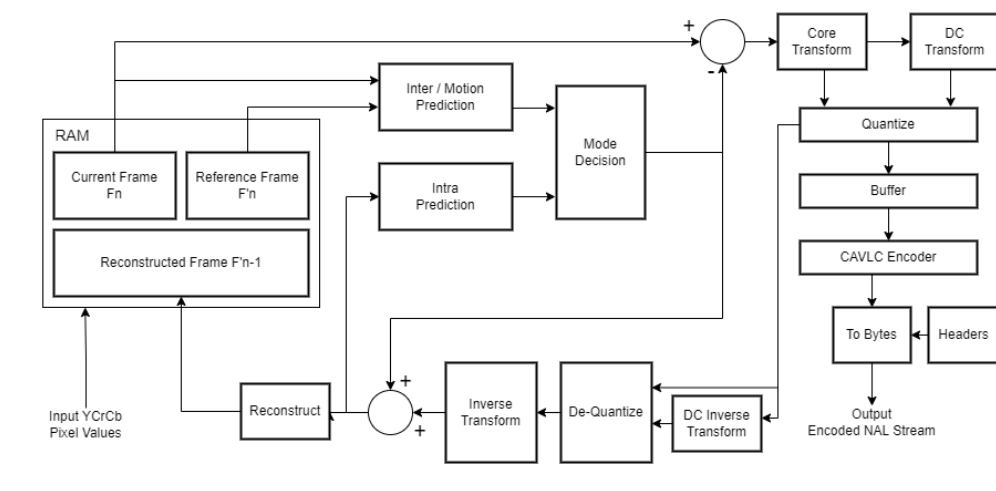 +
-
Core
Transform
DC
Transform
Inter / Motion
Prediction
Mode
Decision
Quantize
RAM
Current Frame
Fn
Reference Frame
F'n
Intra
Prediction
Buffer
Reconstructed Frame F'n-1
CAVLC Encoder
To Bytes
Headers
Input YCrCb
Pixel Values
Reconstruct
+
+
Inverse
Transform
De-Quantize
DC Inverse
Transform
Output
Encoded NAL Stream